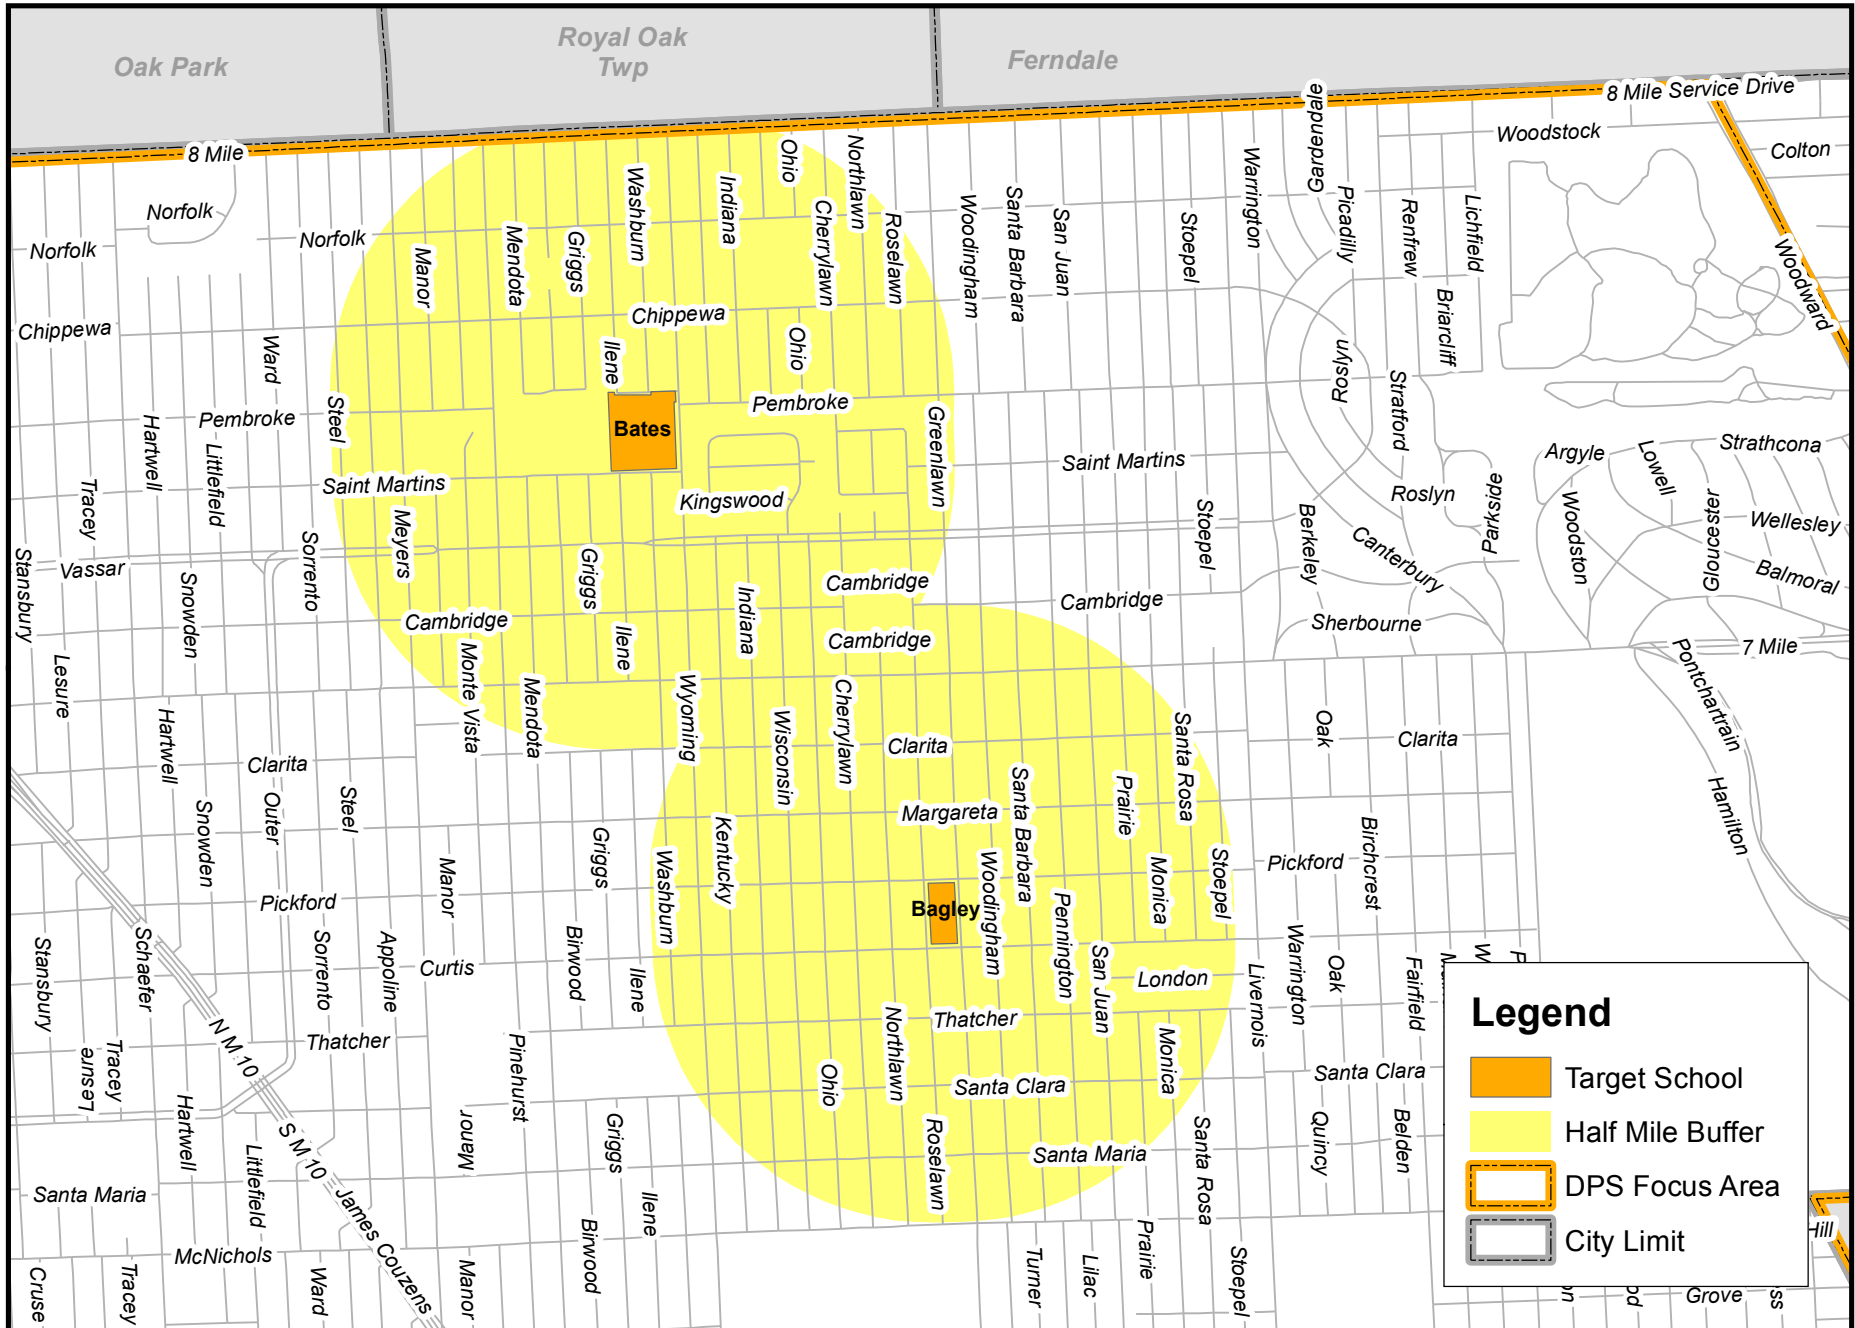 Oak Park
Royal Oak
Twp
Ferndale
8 Mile
8 Mile Service Drive
Woodstock
Colton
Norfolk
Norfolk
Norfolk
Manor
Mendota
Griggs
Washburn
Indiana
Ohio
Cherrylawn
Northlawn
Roselawn
Woodingham
Santa Barbara
San Juan
Stoepel
Warrington
Gardendale
Picadilly
Renfrew
Lichfield
Briarcliff
Woodward
Chippewa
Chippewa
Ward
Ilene
Ohio
Roslyn
Stratford
Steel
Pembroke
Pembroke
Bates
Greenlawn
Hartwell
Littlefield
Tracey
Saint Martins
Saint Martins
Kingswood
Meyers
Argyle
Lowell
Strathcona
Roslyn
Parkside
Woodston
Gloucester
Wellesley
Balmoral
Stoepel
Berkeley
Canterbury
Stansbury
Vassar
Snowden
Sorrento
Griggs
Cambridge
Cambridge
Cambridge
Cambridge
Indiana
Ilene
Sherbourne
7 Mile
Pontchartrain
Lesure
Monte Vista
Mendota
Wyoming
Wisconsin
Cherrylawn
Clarita
Santa Rosa
Oak
Clarita
Hartwell
Clarita
Outer
Steel
Snowden
Margareta
Santa Barbara
Prairie
Hamilton
Griggs
Washburn
Kentucky
Manor
Pickford
Pickford
Birchcrest
Monica
Stoepel
Bagley
Woodingham
Pennington
San Juan
London
Stansbury
Schaefer
Sorrento
Appoline
Curtis
Birwood
Ilene
Warrington
Oak
Fairfield
Livernois
N M 10
Thatcher
Thatcher
Northlawn
Pinehurst
Lesure
Tracey
Ohio
Santa Clara
Santa Clara
Monica
Hartwell
Manor
Griggs
Roselawn
Santa Maria
Santa Rosa
Quincy
Belden
S M 10
Littlefield
Santa Maria
James Couzens
Ilene
Birwood
McNichols
Cruse
Tracey
Ward
Manor
Turner
Lilac
Prairie
Stoepel
Grove
Hill
Legend
Target School
Half Mile Buffer
DPS Focus Area
City Limit